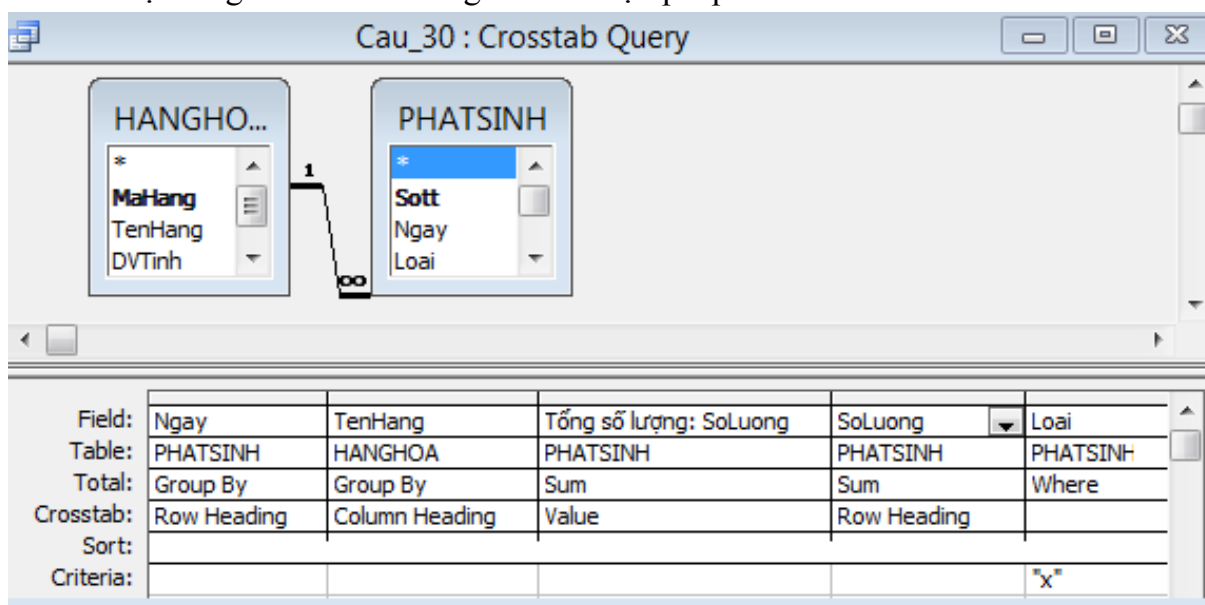 Cau_30 : Crosstab Query
HANGHO... PHATSINH
* *
MaHang 1 Sott
TenHang Ngay
DVTinh ∞ Loai
Field: Ngay TenHang Tổng số lượng: SoLuong SoLuong Loai
Table: PHATSINH HANGHOA PHATSINH PHATSINH PHATSINH
Total: Group By Group By Sum Sum Where
Crosstab: Row Heading Column Heading Value Row Heading
Sort:
Criteria: "x"